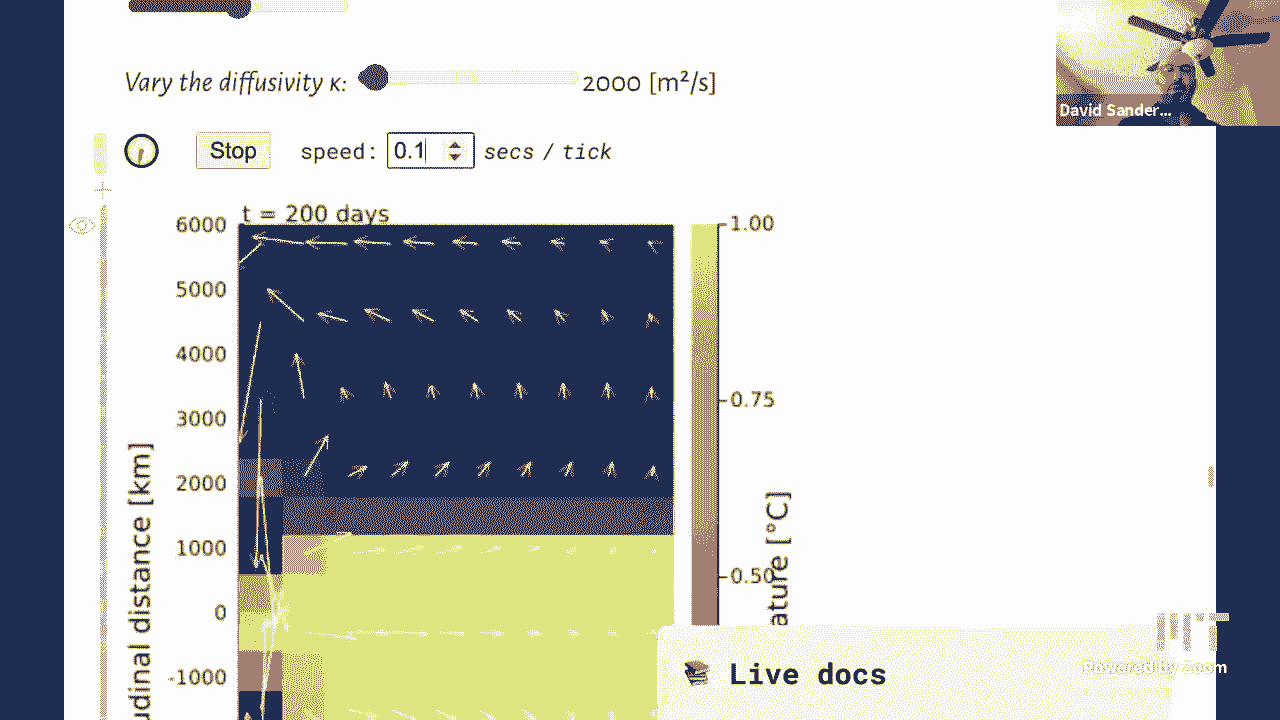 Vary the diffusivity κ: 2000 [m²/s]
David Sander...
Stop speed: 0.1 secs / tick
t = 200 days
6000
5000
4000
3000
2000
1000
0
-1000
udinal distance [km]
1.00
0.75
0.50
ature [°C]
Live docs
MIT
Powered by Zoom